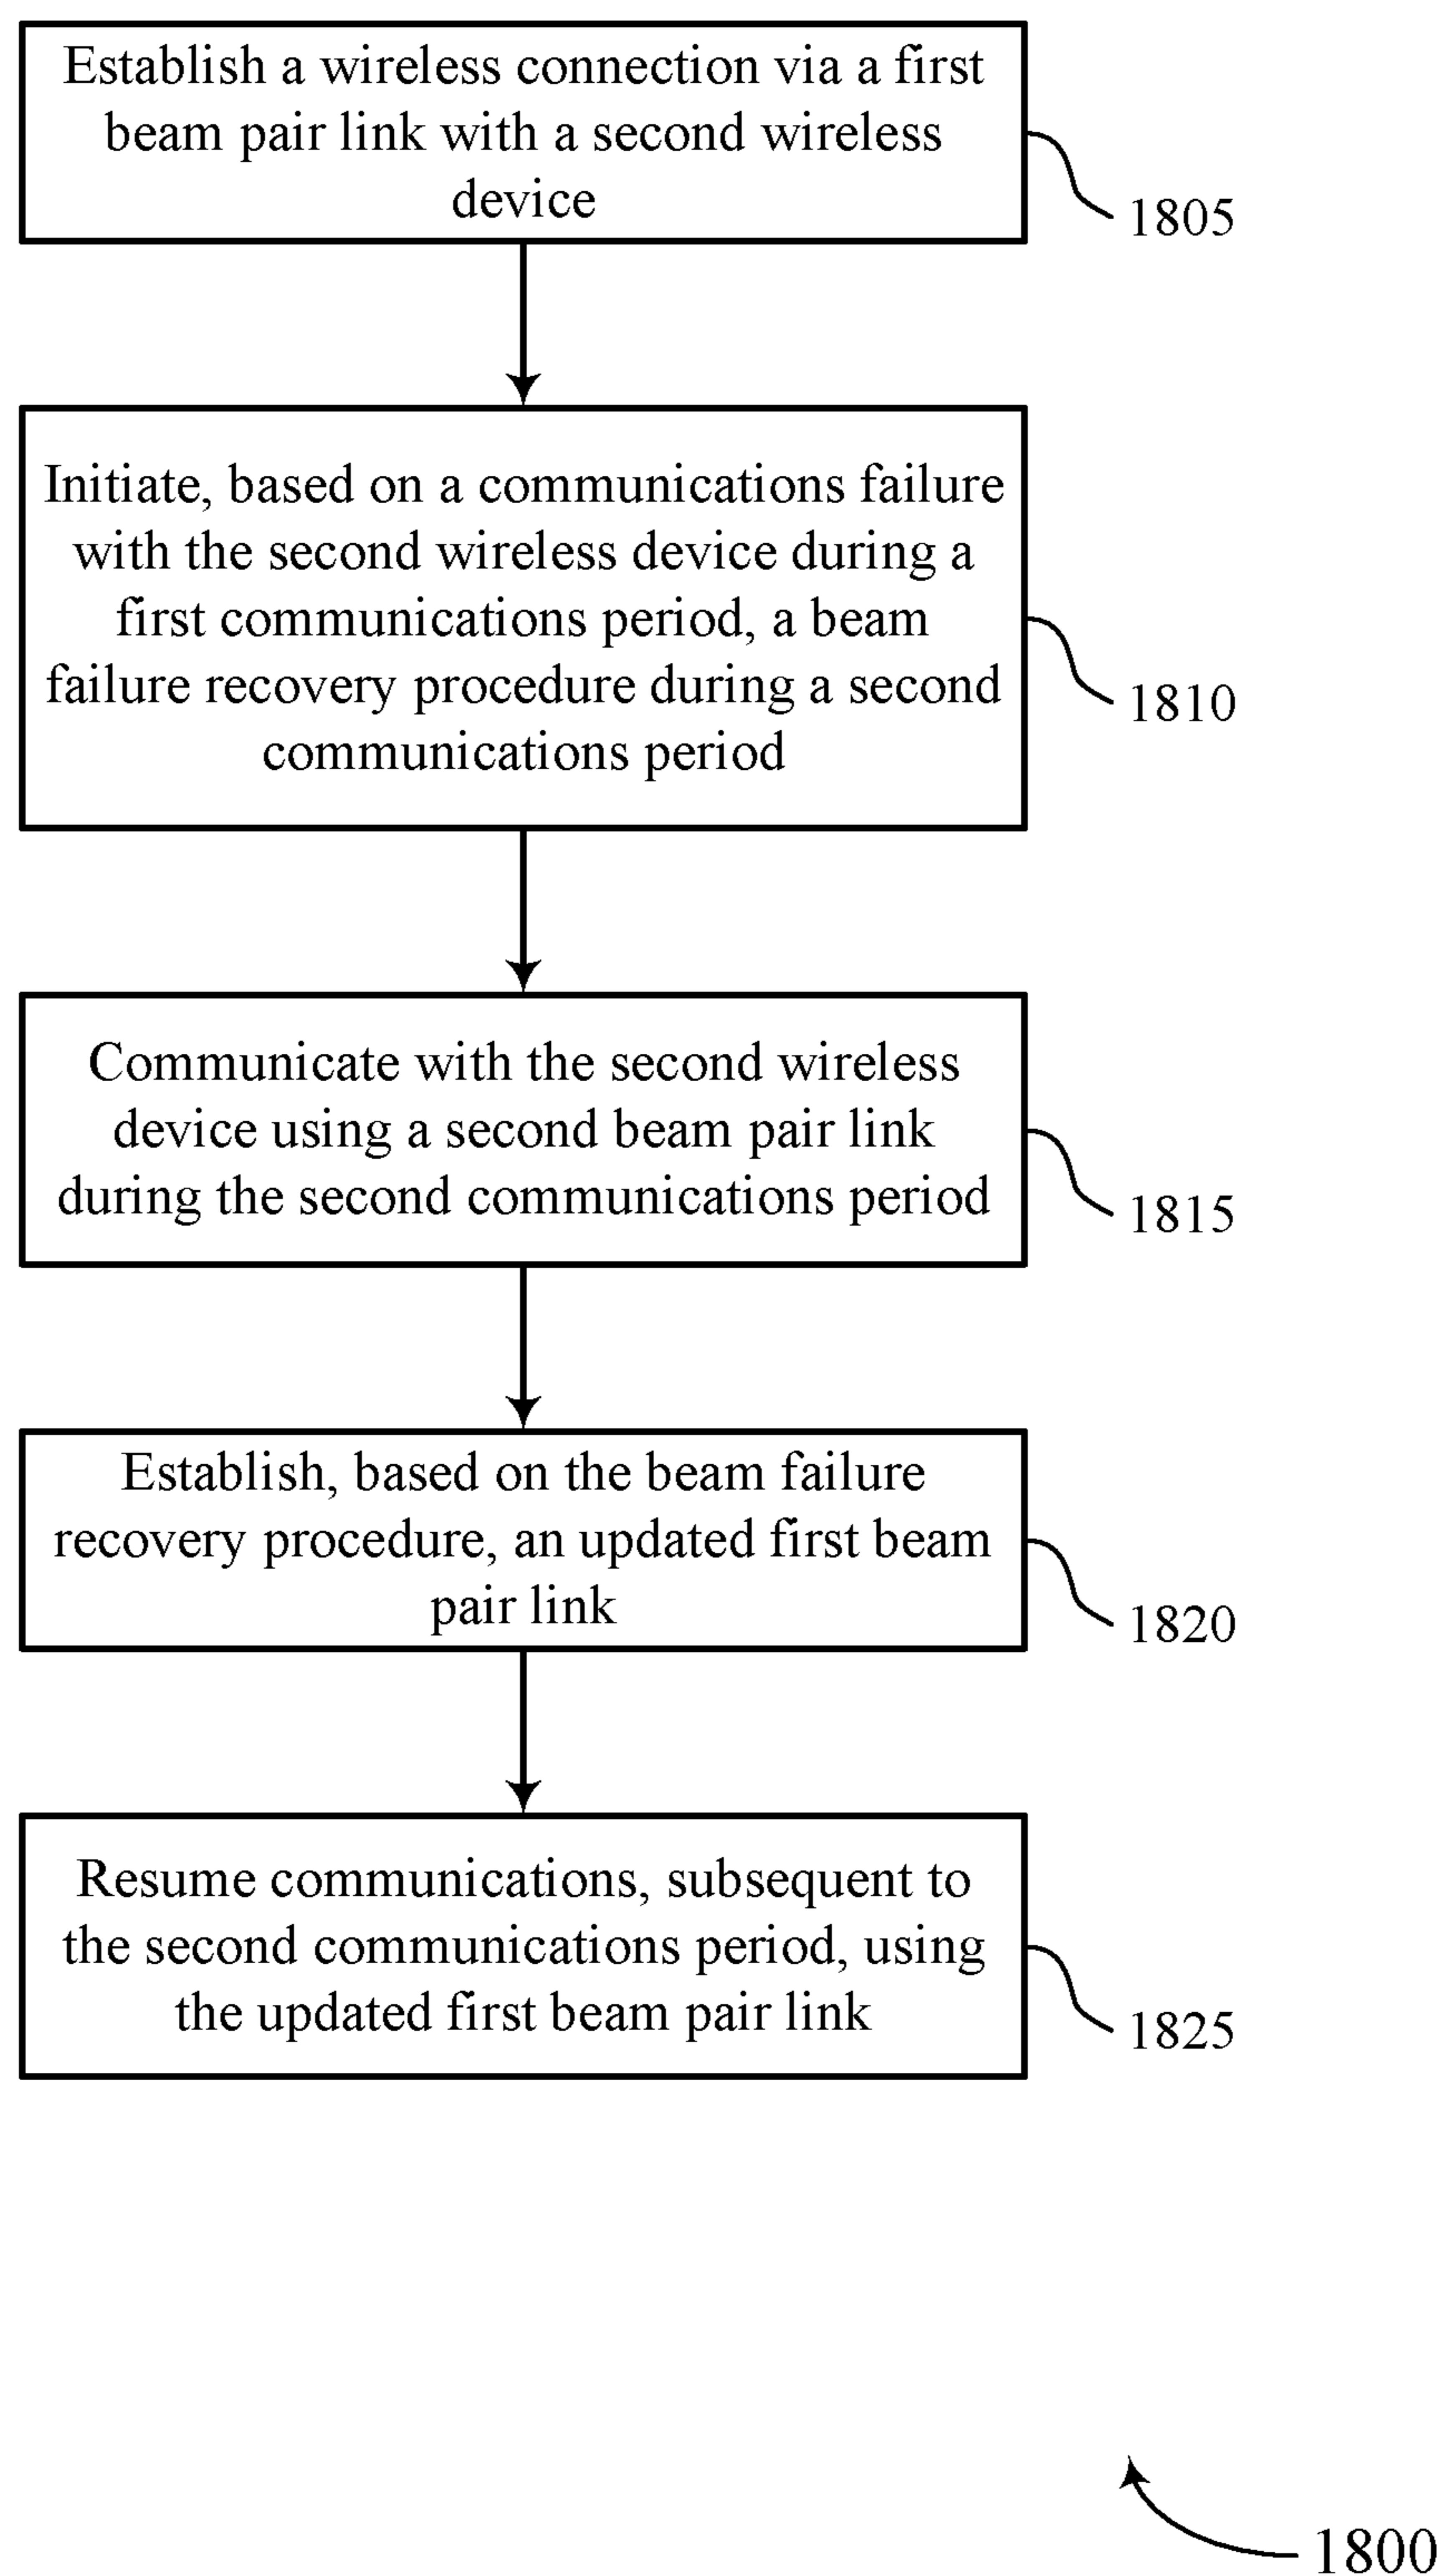 Establish a wireless connection via a first
beam pair link with a second wireless
device
1805
Initiate, based on a communications failure
with the second wireless device during a
first communications period, a beam
failure recovery procedure during a second
communications period
1810
Communicate with the second wireless
device using a second beam pair link
during the second communications period
1815
Establish, based on the beam failure
recovery procedure, an updated first beam
pair link
1820
Resume communications, subsequent to
the second communications period, using
the updated first beam pair link
1825
1800